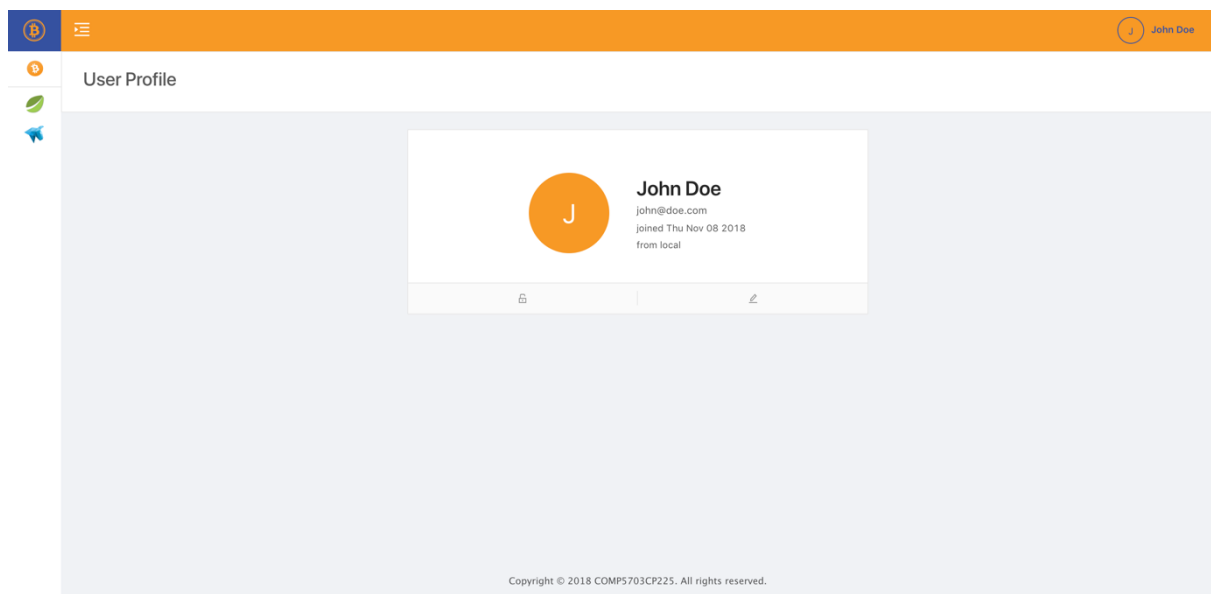 J
John Doe
User Profile
J
John Doe
john@doe.com
joined Thu Nov 08 2018
from local
Copyright © 2018 COMP5703CP225. All rights reserved.